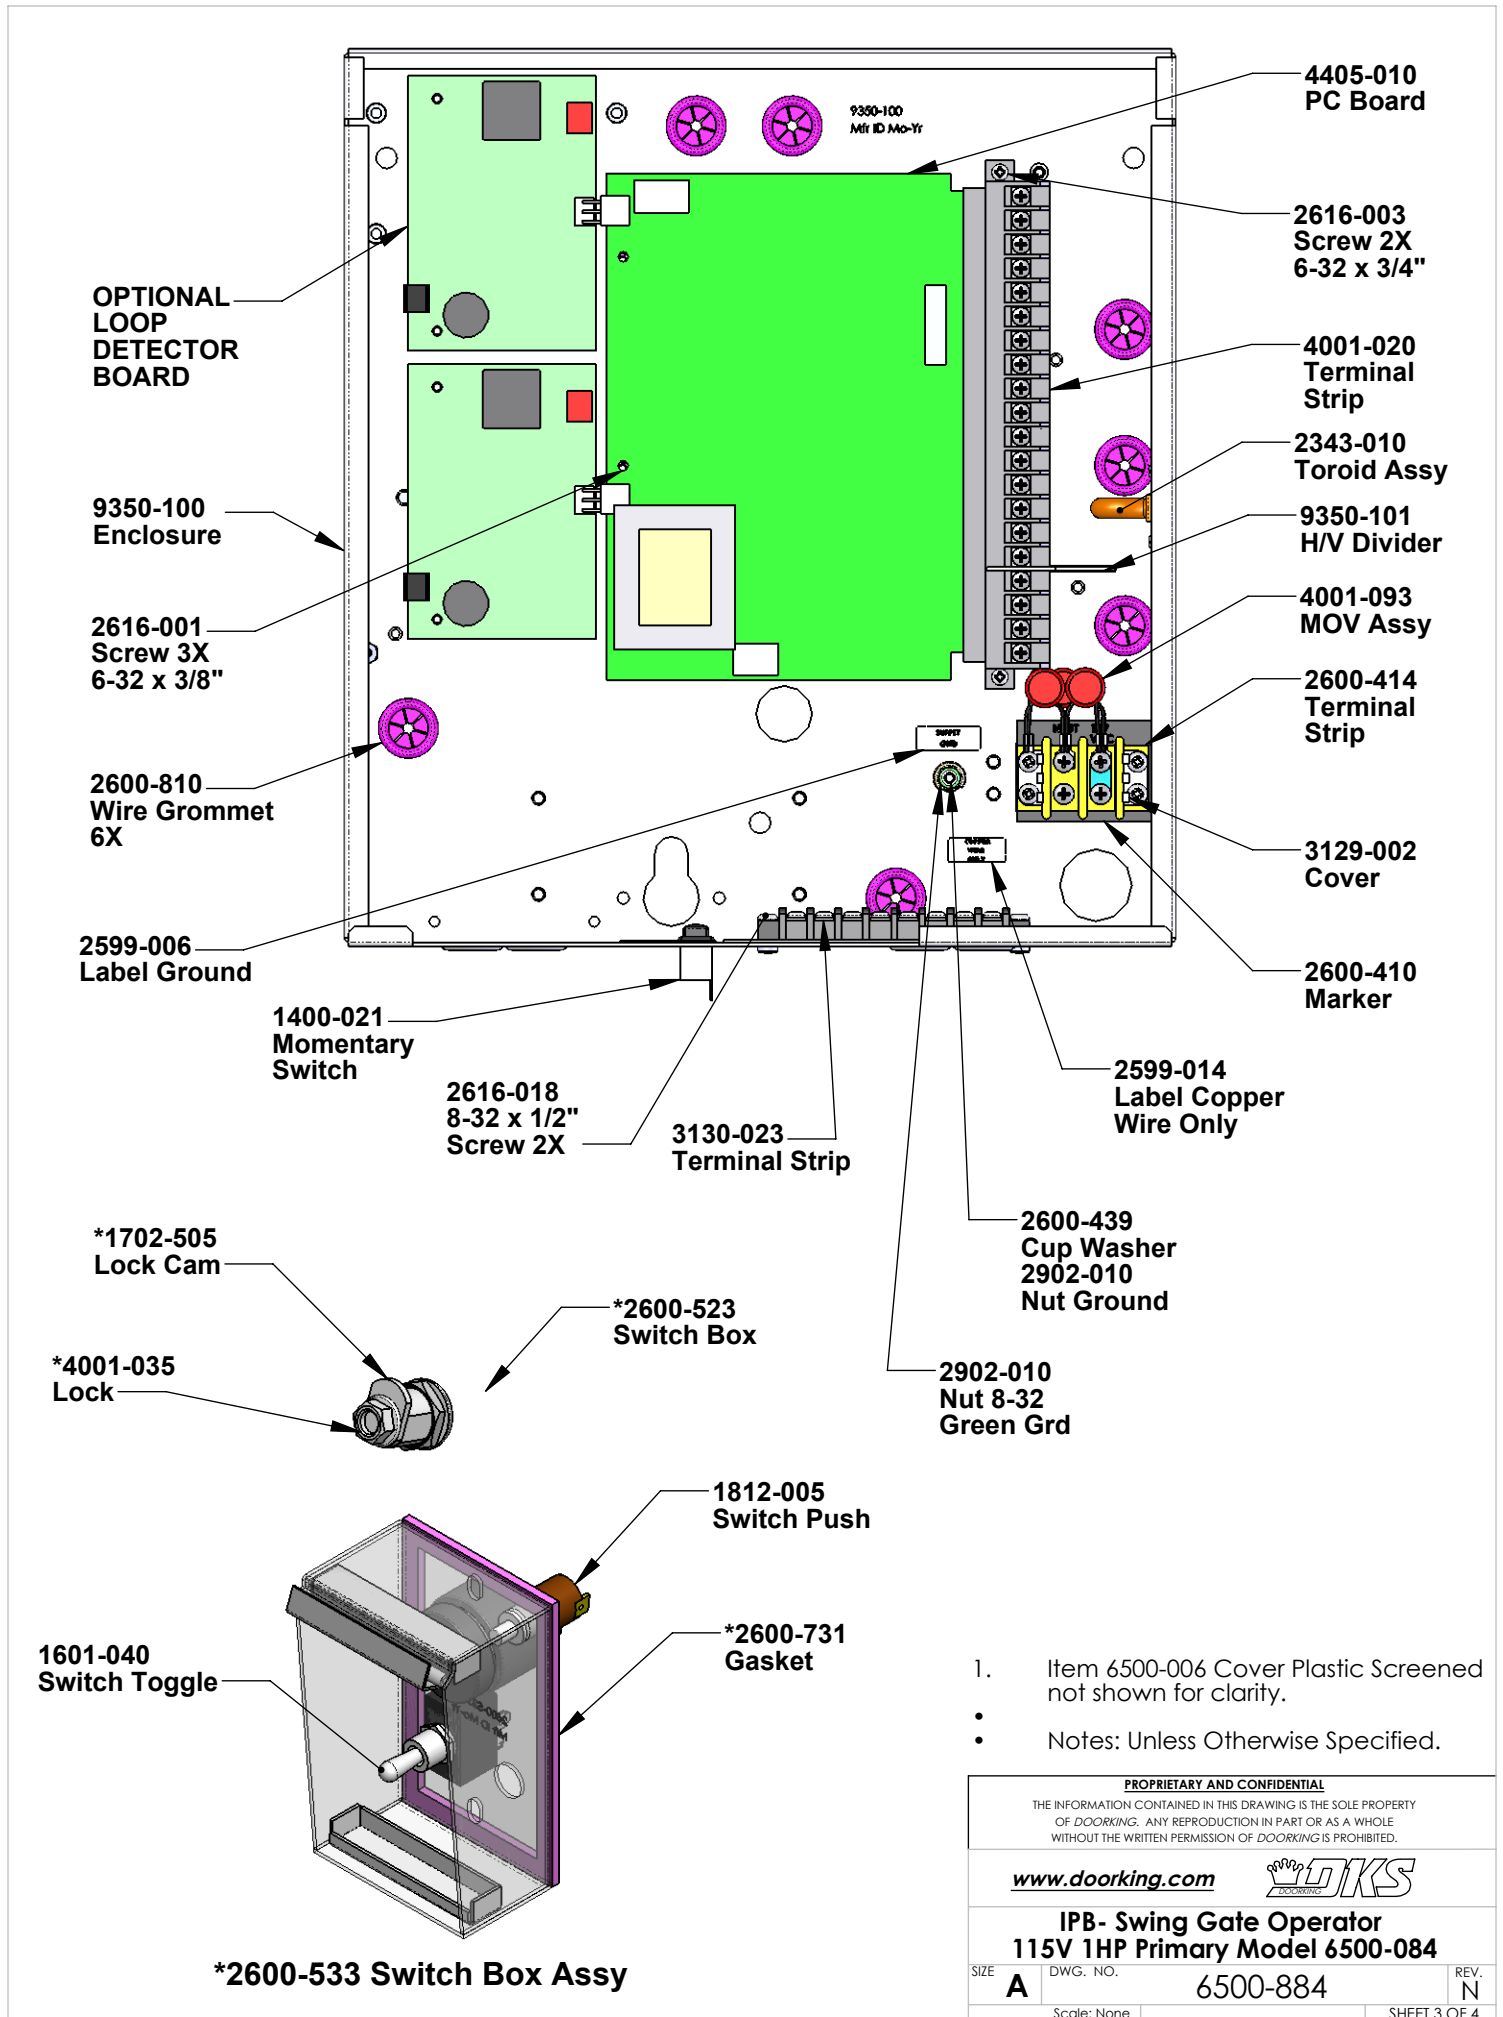 4405-010
PC Board
9350-100
Mfr ID Mo-Yr
2616-003
Screw 2X
6-32 x 3/4"
OPTIONAL
LOOP
DETECTOR
BOARD
4001-020
Terminal
Strip
2343-010
Toroid Assy
9350-100
Enclosure
9350-101
H/V Divider
2616-001
Screw 3X
6-32 x 3/8"
4001-093
MOV Assy
2600-414
Terminal
Strip
2600-810
Wire Grommet
6X
3129-002
Cover
COPPER
WIRE
ONLY
2599-006
Label Ground
2600-410
Marker
1400-021
Momentary
Switch
2616-018
8-32 x 1/2"
Screw 2X
3130-023
Terminal Strip
2599-014
Label Copper
Wire Only
2600-439
Cup Washer
2902-010
Nut Ground
*1702-505
Lock Cam
*2600-523
Switch Box
*4001-035
Lock
2902-010
Nut 8-32
Green Grd
1812-005
Switch Push
1601-040
Switch Toggle
*2600-731
Gasket
*2600-533 Switch Box Assy
1. Item 6500-006 Cover Plastic Screened
not shown for clarity.
•
• Notes: Unless Otherwise Specified.
PROPRIETARY AND CONFIDENTIAL
THE INFORMATION CONTAINED IN THIS DRAWING IS THE SOLE PROPERTY
OF DOORKING. ANY REPRODUCTION IN PART OR AS A WHOLE
WITHOUT THE WRITTEN PERMISSION OF DOORKING IS PROHIBITED.
www.doorking.com
DKS
DOORKING
IPB- Swing Gate Operator
115V 1HP Primary Model 6500-084
SIZE
A
DWG. NO.
6500-884
REV.
N
Scale: None
SHEET 3 OF 4